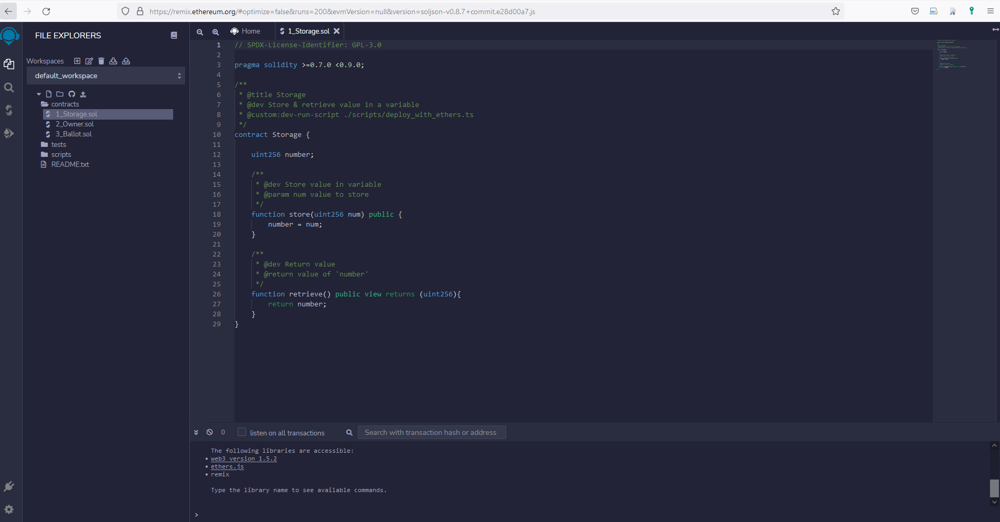 https://remix.ethereum.org/#optimize=false&runs=200&evmVersion=null&version=soljson-v0.8.7+commit.e28d00a7.js
FILE EXPLORERS
Workspaces
default_workspace
contracts
1_Storage.sol
2_Owner.sol
3_Ballot.sol
tests
scripts
README.txt
Home
1_Storage.sol
1 // SPDX-License-Identifier: GPL-3.0
2
3 pragma solidity >=0.7.0 <0.9.0;
4
5 /**
6  * @title Storage
7  * @dev Store & retrieve value in a variable
8  * @custom:dev-run-script ./scripts/deploy_with_ethers.ts
9  */
10 contract Storage {
11
12     uint256 number;
13
14     /**
15      * @dev Store value in variable
16      * @param num value to store
17      */
18     function store(uint256 num) public {
19         number = num;
20     }
21
22     /**
23      * @dev Return value
24      * @return value of 'number'
25      */
26     function retrieve() public view returns (uint256){
27         return number;
28     }
29 }
0
listen on all transactions
Search with transaction hash or address
The following libraries are accessible:
• web3 version 1.5.2
• ethers.js
• remix
Type the library name to see available commands.
>